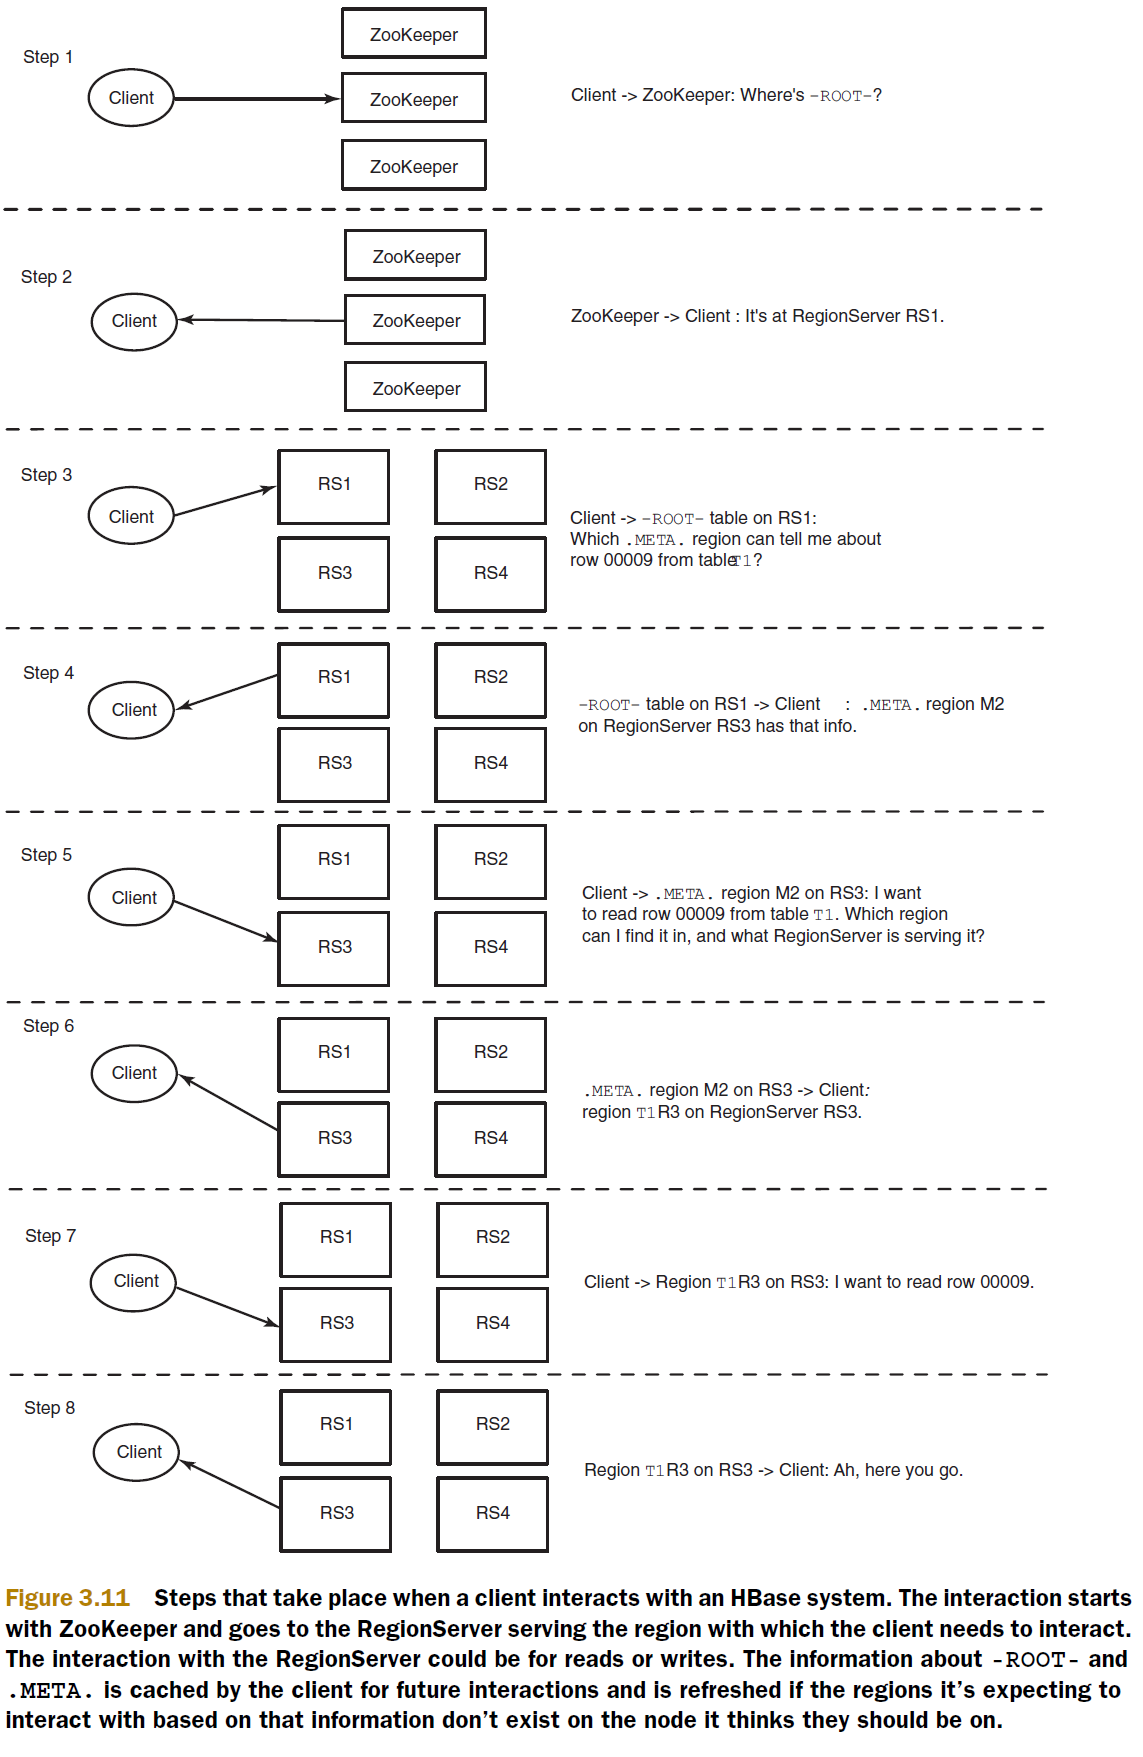 Step 1
Client
ZooKeeper
ZooKeeper
ZooKeeper
Client -> ZooKeeper: Where's -ROOT-?
Step 2
Client
ZooKeeper
ZooKeeper
ZooKeeper
ZooKeeper -> Client : It's at RegionServer RS1.
Step 3
Client
RS1
RS2
RS3
RS4
Client -> -ROOT- table on RS1:
Which .META. region can tell me about
row 00009 from table T1?
Step 4
Client
RS1
RS2
RS3
RS4
-ROOT- table on RS1 -> Client : .META. region M2
on RegionServer RS3 has that info.
Step 5
Client
RS1
RS2
RS3
RS4
Client -> .META. region M2 on RS3: I want
to read row 00009 from table T1. Which region
can I find it in, and what RegionServer is serving it?
Step 6
Client
RS1
RS2
RS3
RS4
.META. region M2 on RS3 -> Client:
region T1R3 on RegionServer RS3.
Step 7
Client
RS1
RS2
RS3
RS4
Client -> Region T1R3 on RS3: I want to read row 00009.
Step 8
Client
RS1
RS2
RS3
RS4
Region T1R3 on RS3 -> Client: Ah, here you go.
Figure 3.11 Steps that take place when a client interacts with an HBase system. The interaction starts
with ZooKeeper and goes to the RegionServer serving the region with which the client needs to interact.
The interaction with the RegionServer could be for reads or writes. The information about -ROOT- and
.META. is cached by the client for future interactions and is refreshed if the regions it's expecting to
interact with based on that information don't exist on the node it thinks they should be on.